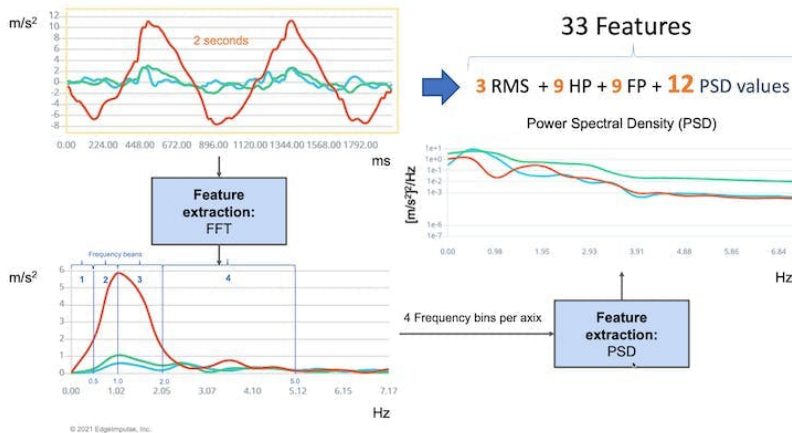 m/s²
12
10
8
6
4
2
0
-2
-4
-6
-8
2 seconds
0.00 224.00 448.00 672.00 896.00 1120.00 1344.00 1568.00 1792.00
ms
33 Features
3 RMS + 9 HP + 9 FP + 12 PSD values
Power Spectral Density (PSD)
[m/s²]²/Hz
1e+1
1e+0
1e-1
1e-3
1e-6
1e-7
0.00 0.98 1.95 2.93 3.91 4.88 5.86 6.84
Hz
Feature
extraction:
FFT
Frequency beans
m/s²
6
5
4
3
2
1
0
1 2 3 4
0.5 1.0 2.0 5.0
0.00 1.02 2.05 3.07 4.10 5.12 6.15 7.17
Hz
4 Frequency bins per axix
Feature
extraction:
PSD
© 2021 EdgeImpulse, Inc.